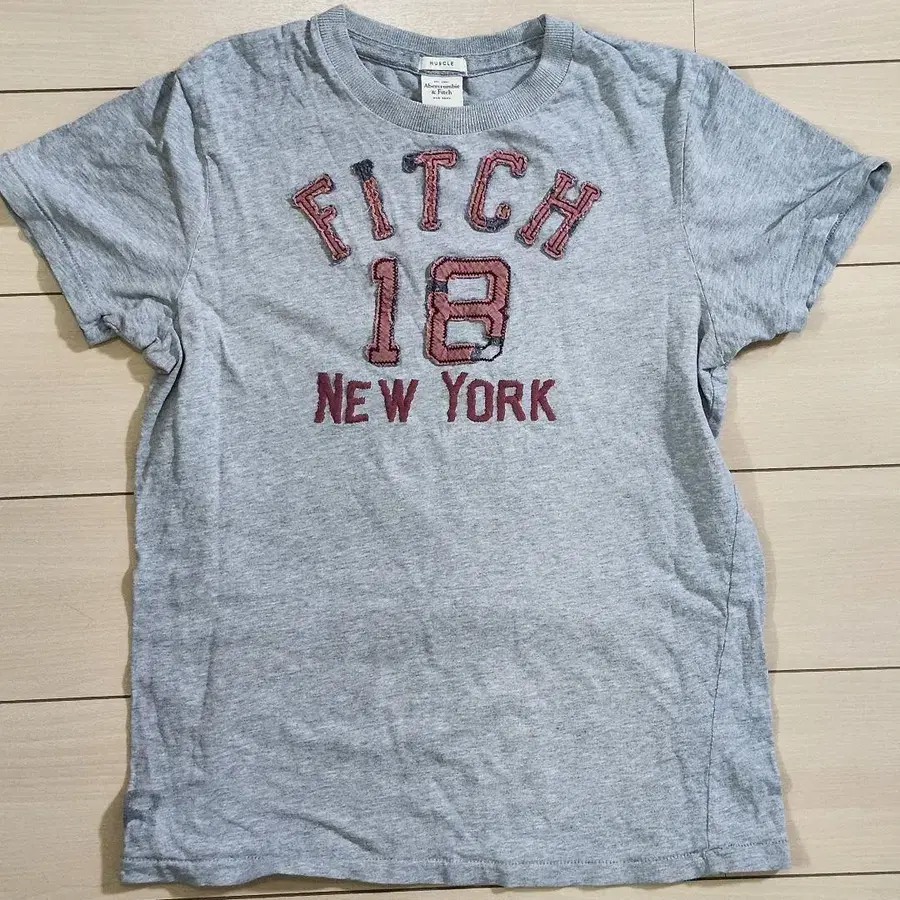 MUSCLE
Abercrombie
& Fitch
FITCH
18
NEW YORK